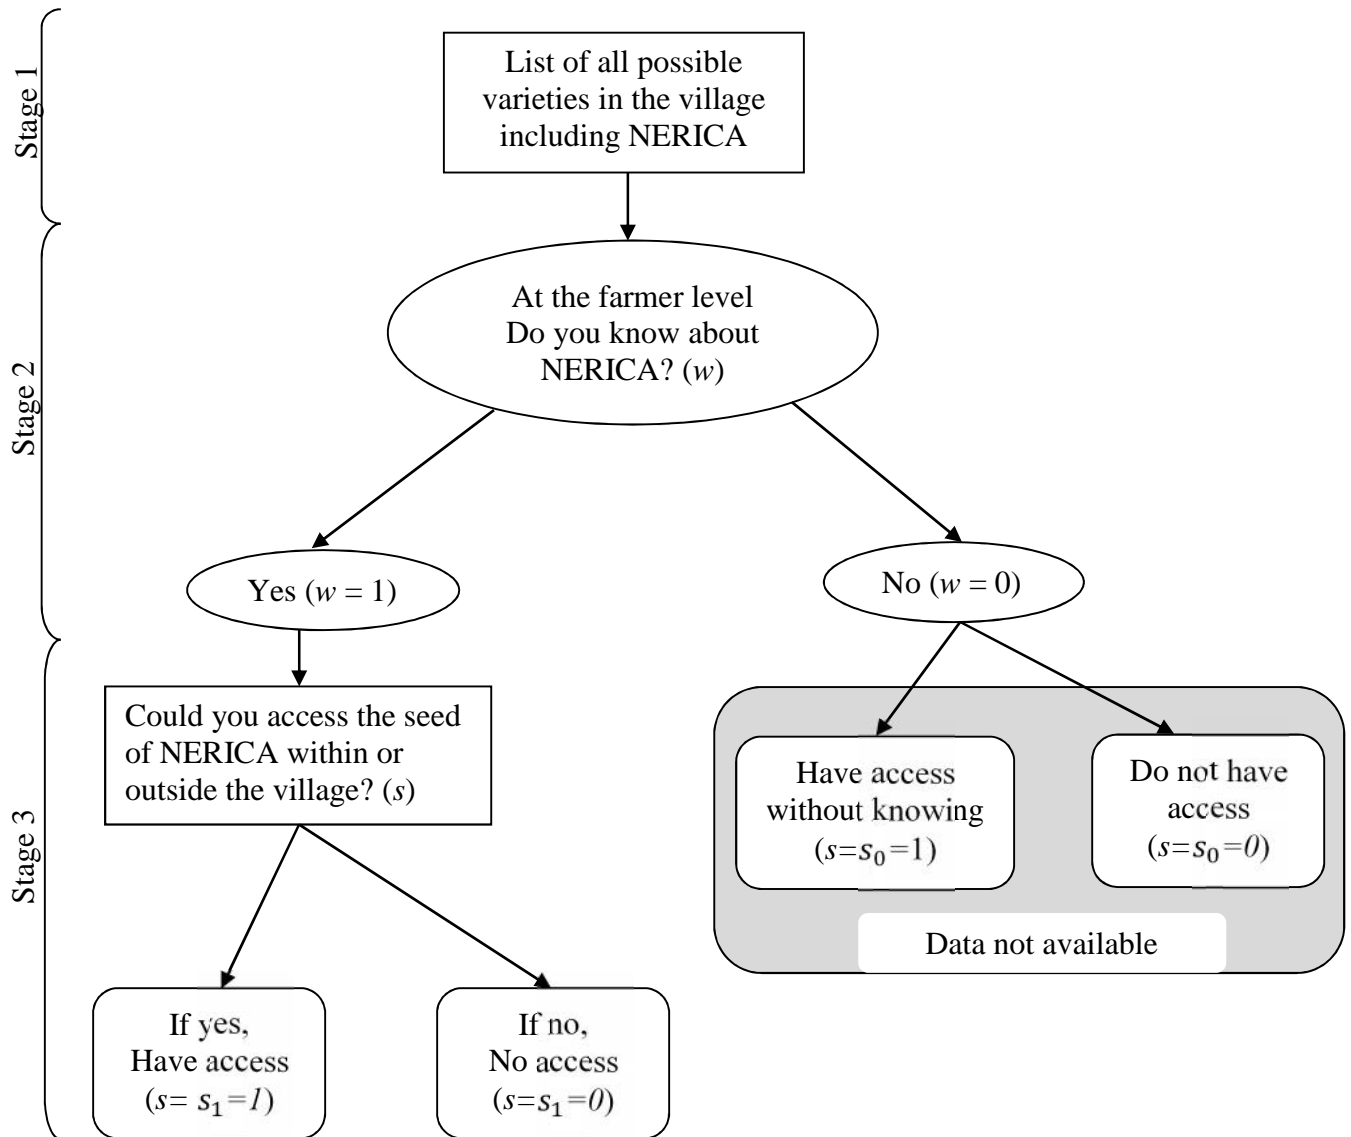 Stage 1
List of all possible
varieties in the village
including NERICA
Stage 2
At the farmer level
Do you know about
NERICA? (w)
Yes (w = 1)
No (w = 0)
Stage 3
Could you access the seed
of NERICA within or
outside the village? (s)
Have access
without knowing
(s=s₀=1)
Do not have
access
(s=s₀=0)
Data not available
If yes,
Have access
(s= s₁=1)
If no,
No access
(s=s₁=0)